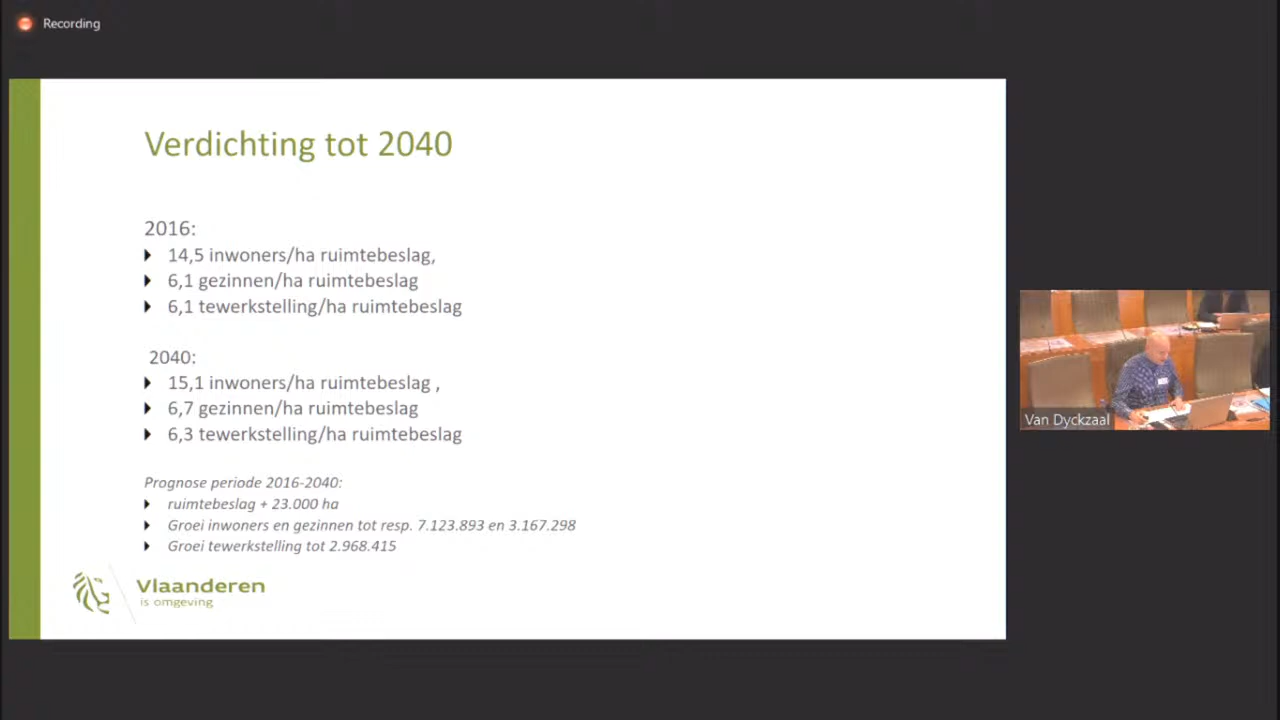 Recording
Verdichting tot 2040
2016:
14,5 inwoners/ha ruimtebeslag,
6,1 gezinnen/ha ruimtebeslag
6,1 tewerkstelling/ha ruimtebeslag
2040:
15,1 inwoners/ha ruimtebeslag ,
6,7 gezinnen/ha ruimtebeslag
6,3 tewerkstelling/ha ruimtebeslag
Prognose periode 2016-2040:
ruimtebeslag + 23.000 ha
Groei inwoners en gezinnen tot resp. 7.123.893 en 3.167.298
Groei tewerkstelling tot 2.968.415
Vlaanderen
is omgeving
Van Dyckzaal